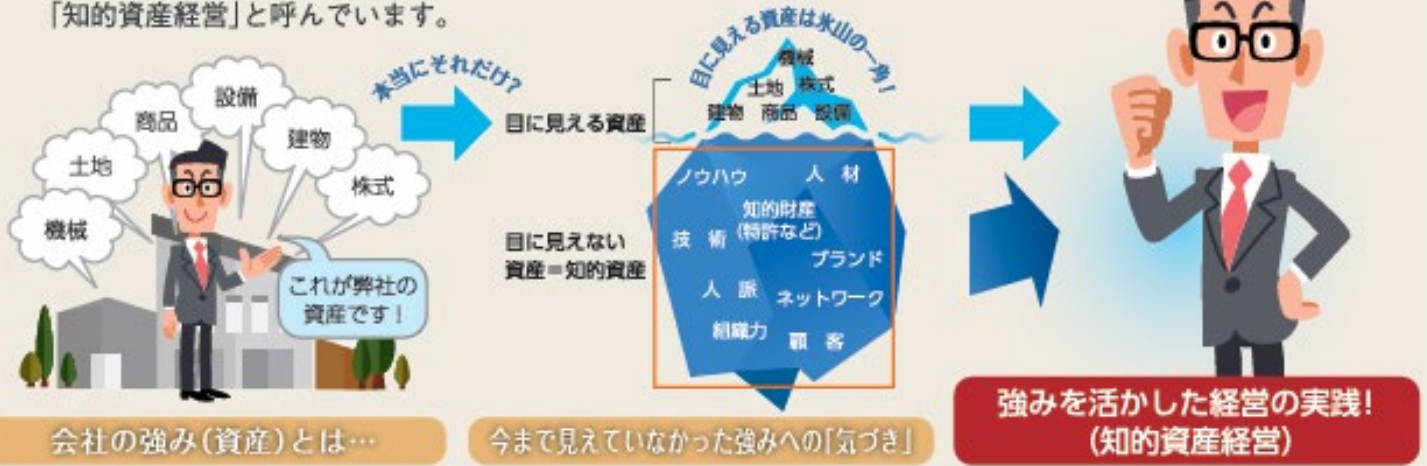 「知的資産経営」と呼んでいます。
設備
商品
建物
土地
株式
機械
これが弊社の
資産です!
会社の強み(資産)とは…
本当にそれだけ?
目に見える資産は氷山の一角!
機械
土地 株式
建物 商品 設備
目に見える資産
ノウハウ 人 材
知的財産
(特許など)
技 術
ブランド
目に見えない
資産=知的資産
人 脈 ネットワーク
組織力 顧 客
今まで見えていなかった強みへの「気づき」
強みを活かした経営の実践!
(知的資産経営)